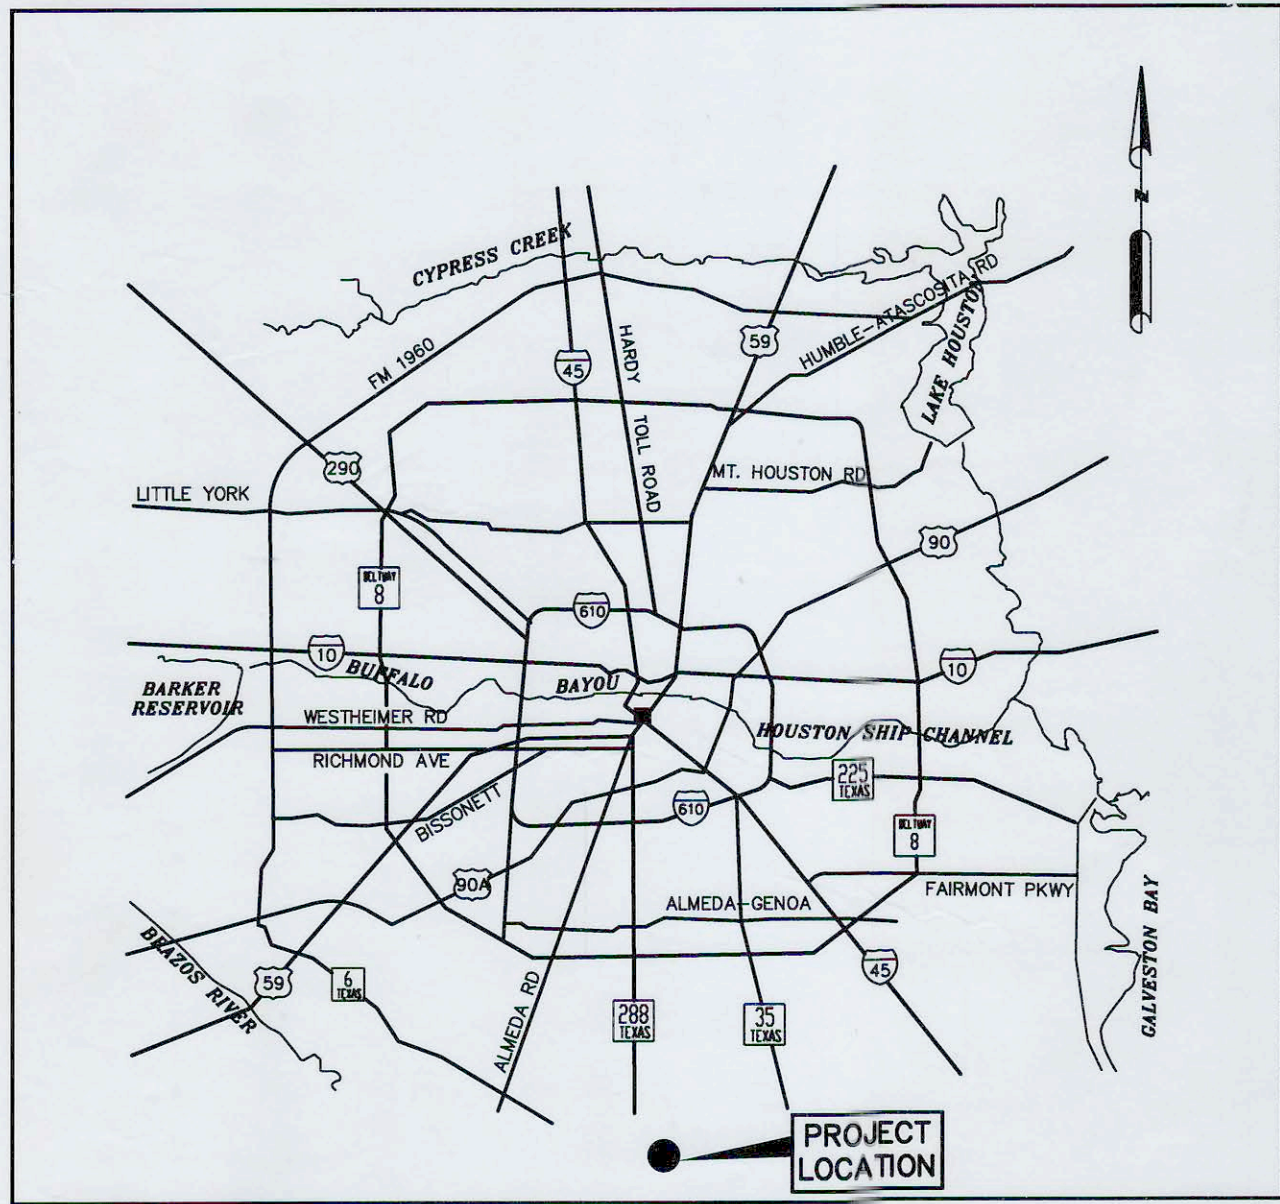 N
CYPRESS CREEK
HUMBLE-ATASCOSITA RD
LAKE HOUSTON
59
FM 1960
45
HARDY TOLL ROAD
290
MT. HOUSTON RD
LITTLE YORK
90
BELTWAY
8
610
10
BUFFALO BAYOU
10
BARKER
RESERVOIR
WESTHEIMER RD
HOUSTON SHIP CHANNEL
RICHMOND AVE
225
TEXAS
BISSONETT
610
BELTWAY
8
90A
FAIRMONT PKWY
ALMEDA-GENOA
GALVESTON BAY
BRAZOS RIVER
59
6
TEXAS
45
ALMEDA RD
288
TEXAS
35
TEXAS
PROJECT
LOCATION